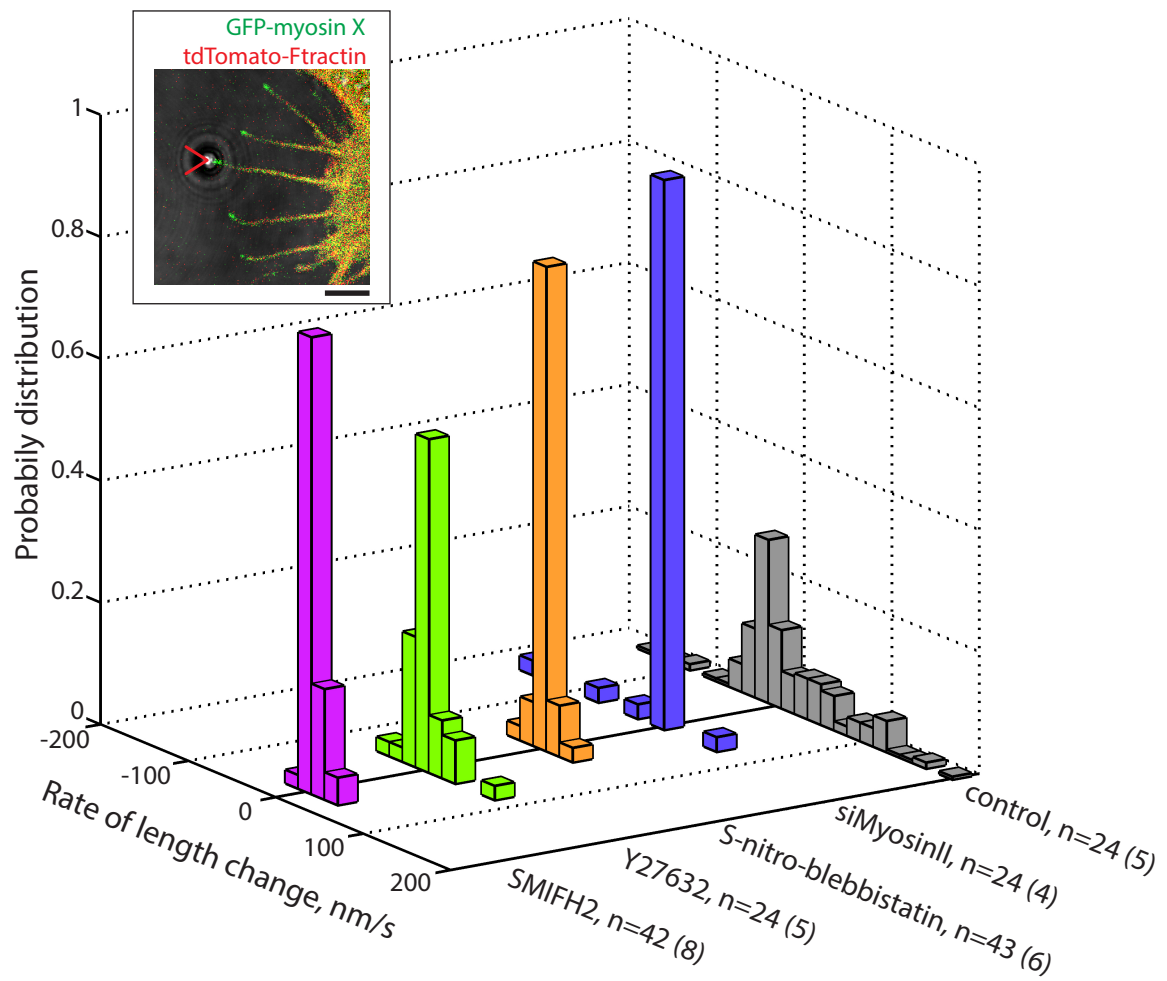 GFP-myosin X
tdTomato-Ftractin
1
0.8
0.6
0.4
0.2
0
Probabily distribution
-200
-100
0
100
200
Rate of length change, nm/s
SMIFH2, n=42 (8)
Y27632, n=24 (5)
S-nitro-blebbistatin, n=43 (6)
siMyosinII, n=24 (4)
control, n=24 (5)